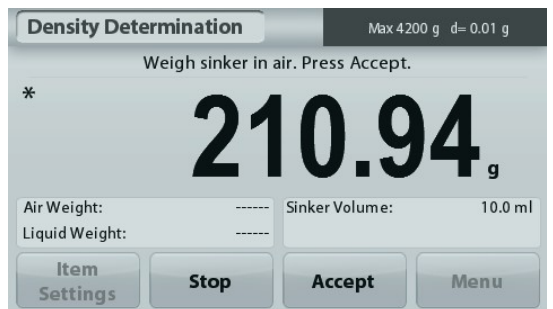 Density Determination Max 4200 g d= 0.01 g
Weigh sinker in air. Press Accept.
* 210.94 g
Air Weight: ------ Sinker Volume: 10.0 ml
Liquid Weight: ------
Item Settings Stop Accept Menu